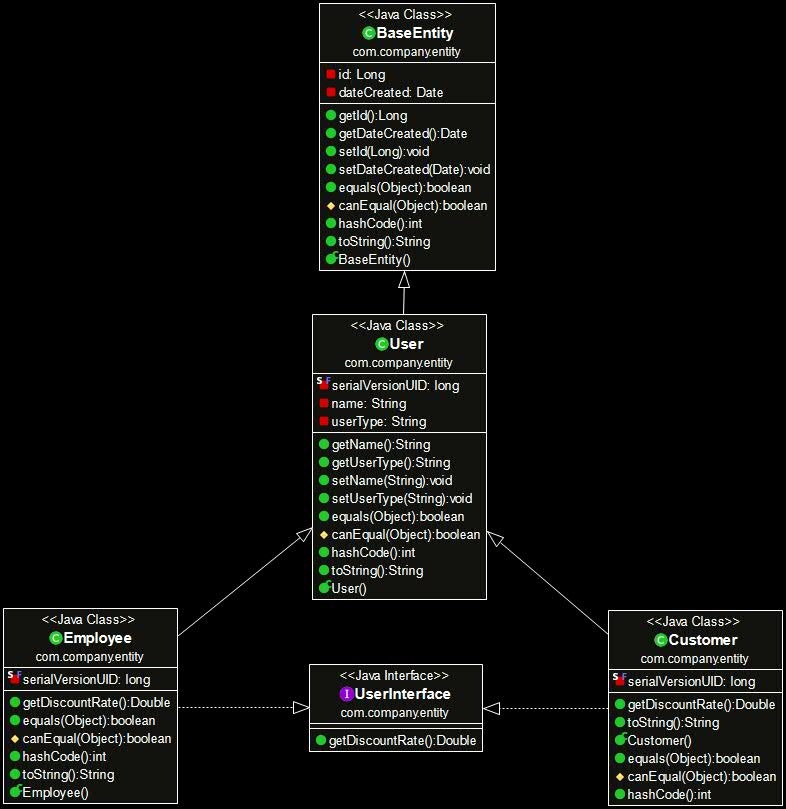 <<Java Class>>
C BaseEntity
com.company.entity
id: Long
dateCreated: Date
getId():Long
getDateCreated():Date
setId(Long):void
setDateCreated(Date):void
equals(Object):boolean
canEqual(Object):boolean
hashCode():int
toString():String
C BaseEntity()
<<Java Class>>
C User
com.company.entity
S F serialVersionUID: long
name: String
userType: String
getName():String
getUserType():String
setName(String):void
setUserType(String):void
equals(Object):boolean
canEqual(Object):boolean
hashCode():int
toString():String
C User()
<<Java Class>>
C Employee
com.company.entity
S F serialVersionUID: long
getDiscountRate():Double
equals(Object):boolean
canEqual(Object):boolean
hashCode():int
toString():String
C Employee()
<<Java Interface>>
I UserInterface
com.company.entity
getDiscountRate():Double
<<Java Class>>
C Customer
com.company.entity
S F serialVersionUID: long
getDiscountRate():Double
toString():String
C Customer()
equals(Object):boolean
canEqual(Object):boolean
hashCode():int